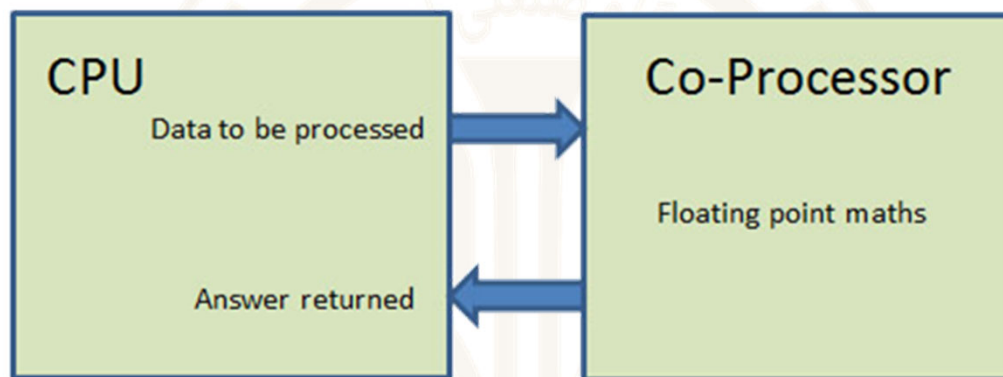 CPU
Data to be processed
Answer returned
Co-Processor
Floating point maths